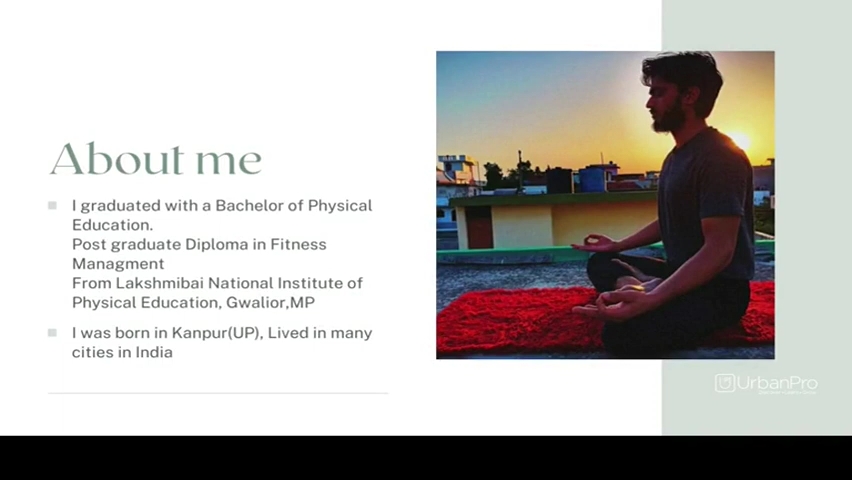 About me
I graduated with a Bachelor of Physical
Education.
Post graduate Diploma in Fitness
Managment
From Lakshmibai National Institute of
Physical Education, Gwalior,MP
I was born in Kanpur(UP), Lived in many
cities in India
UrbanPro